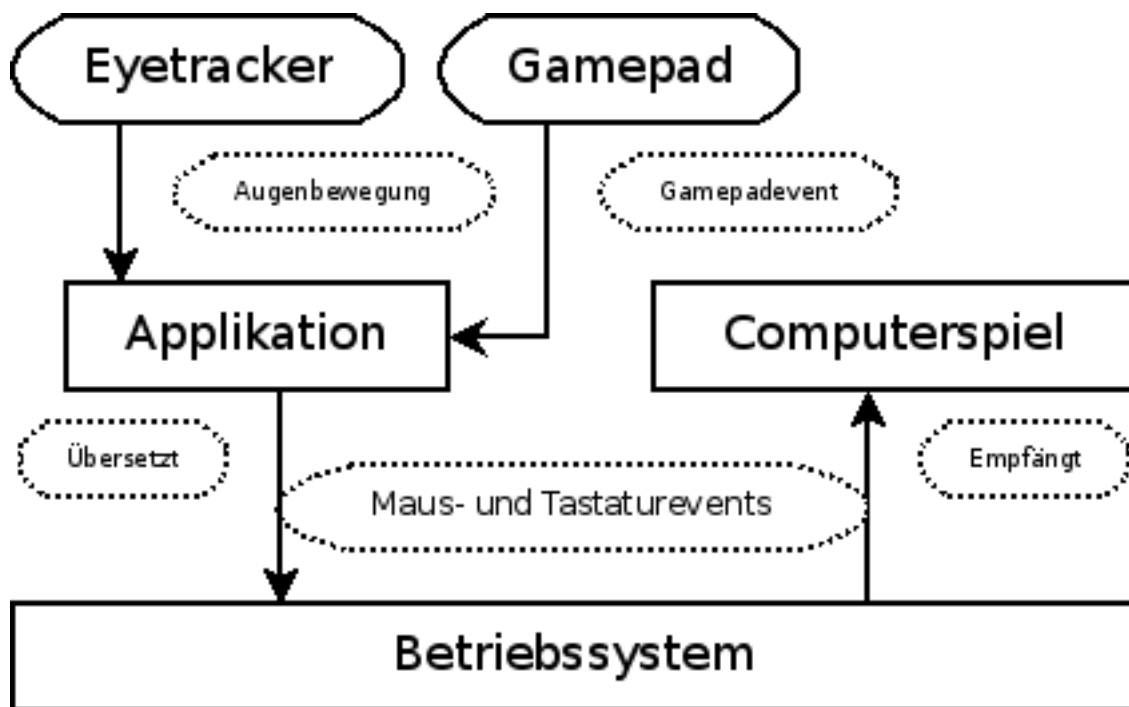 Eyetracker
Gamepad
Augenbewegung
Gamepadevent
Applikation
Computerspiel
Übersetzt
Empfängt
Maus- und Tastaturevents
Betriebssystem